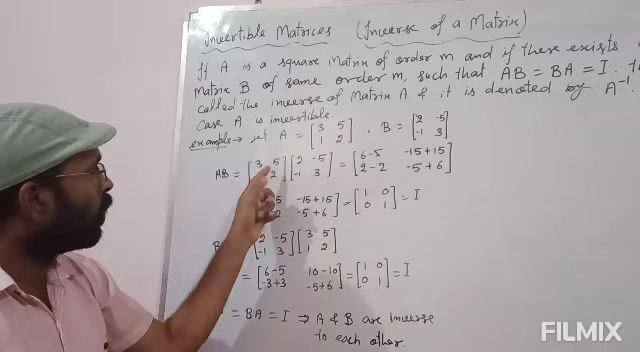 Invertible Matrices (Inverse of a Matrix)
If A is a square Matrix of order m and if there exists
Matrix B of same order m, such that AB = BA = I.
called the inverse of Matrix A & it is denoted by A⁻¹
case A is invertible.
example → let A = [3 5; 1 2], B = [2 -5; -1 3]
AB = [3 5; 2] [2 -5; -1 3] = [6-5 -15+15; 2-2 -5+6]
-15+15; -5+6] = [1 0; 0 1] = I
2 -5; -1 3] [3 5; 1 2]
= [6-5 10-10; -3+3 -5+6] = [1 0; 0 1] = I
= BA = I ⇒ A & B are inverse
to each other.
FILMIX